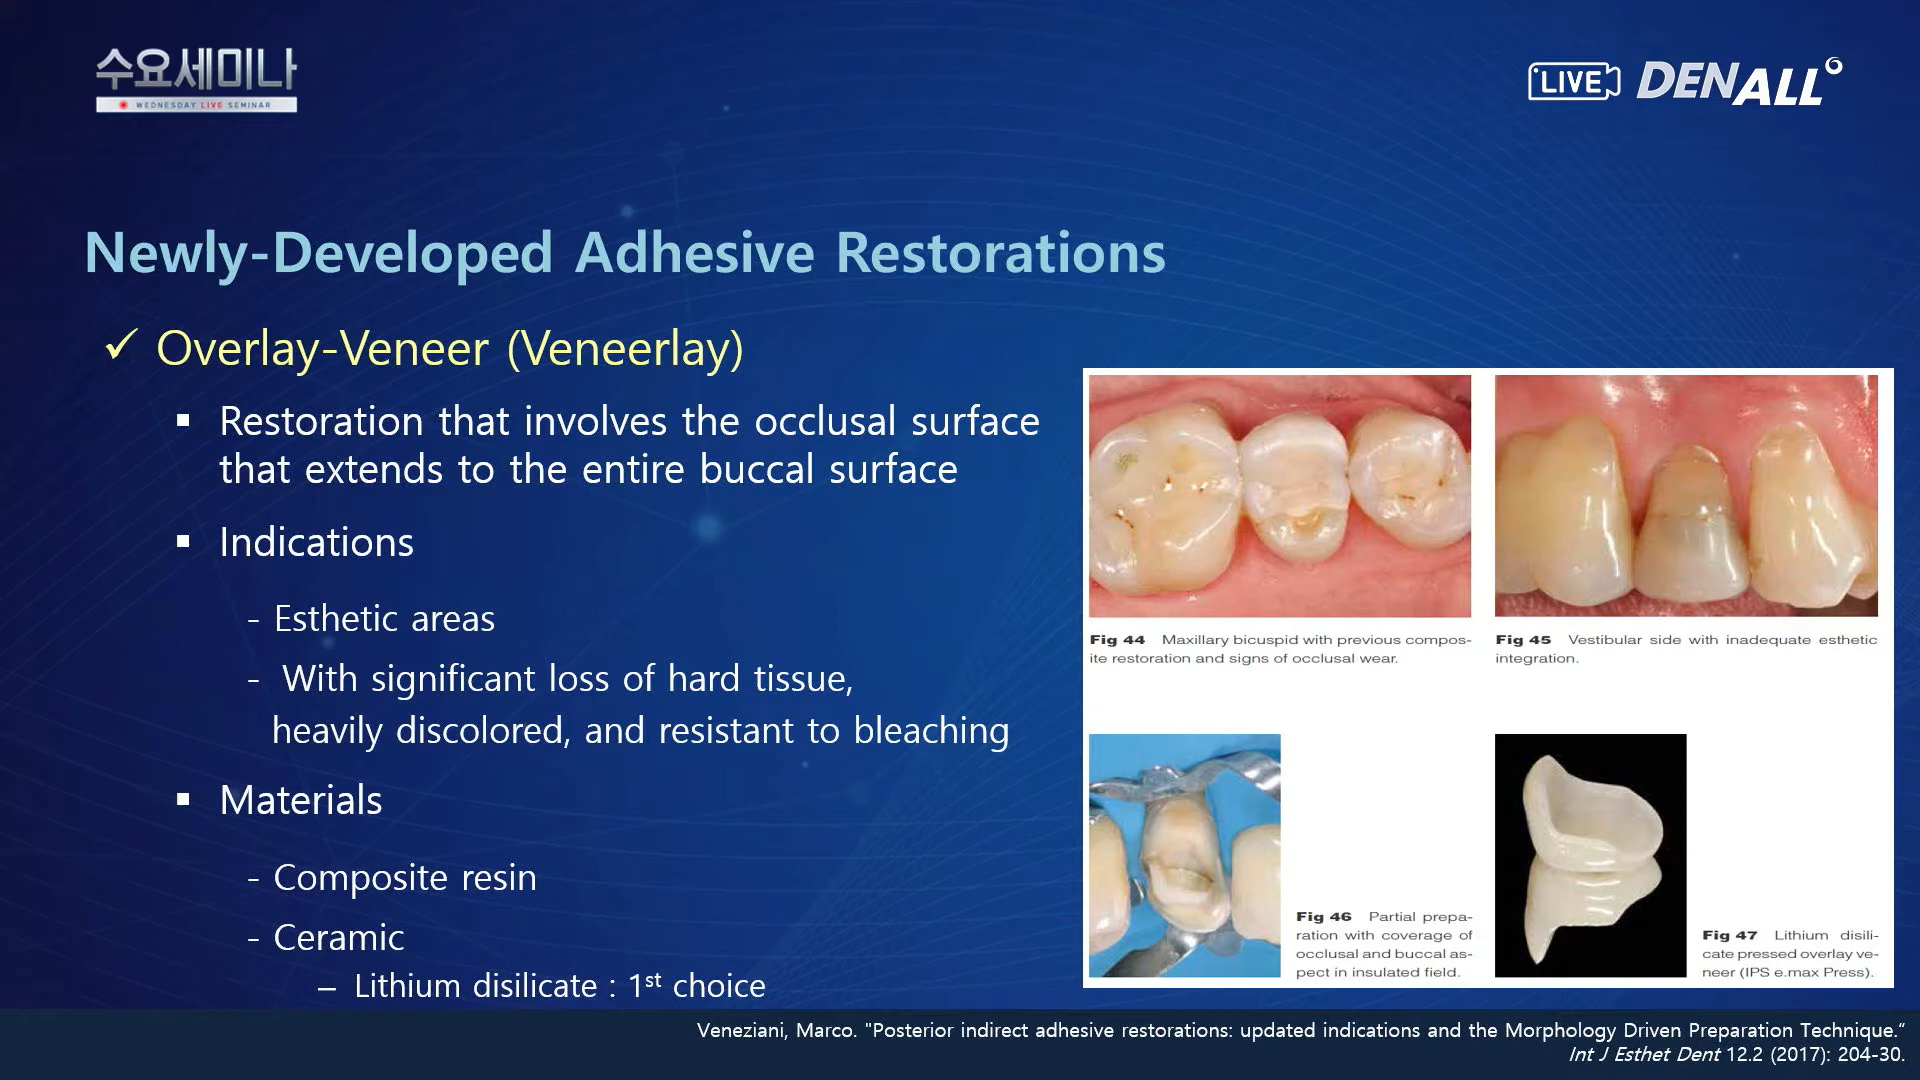 수요세미나
WEDNESDAY LIVE SEMINAR
LIVE DENALL
Newly-Developed Adhesive Restorations
✓ Overlay-Veneer (Veneerlay)
▪ Restoration that involves the occlusal surface
that extends to the entire buccal surface
▪ Indications
- Esthetic areas
- With significant loss of hard tissue,
heavily discolored, and resistant to bleaching
▪ Materials
- Composite resin
- Ceramic
– Lithium disilicate : 1st choice
Fig 44 Maxillary bicuspid with previous compos-
ite restoration and signs of occlusal wear.
Fig 45 Vestibular side with inadequate esthetic
integration.
Fig 46 Partial prepa-
ration with coverage of
occlusal and buccal as-
pect in insulated field.
Fig 47 Lithium disili-
cate pressed overlay ve-
neer (IPS e.max Press).
Veneziani, Marco. "Posterior indirect adhesive restorations: updated indications and the Morphology Driven Preparation Technique."
Int J Esthet Dent 12.2 (2017): 204-30.